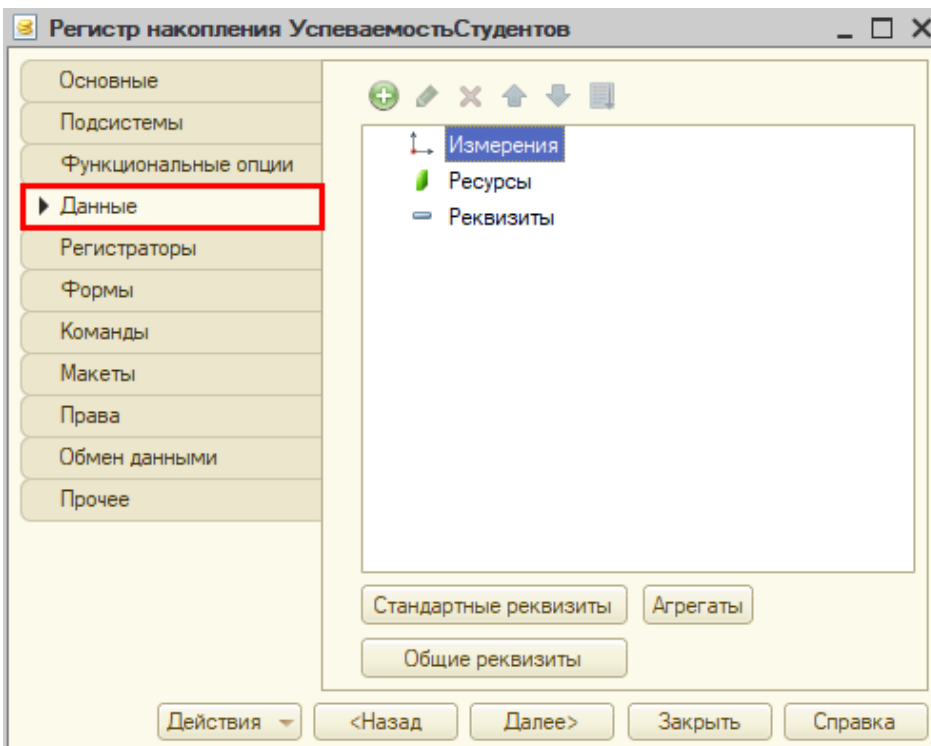 Регистр накопления УспеваемостьСтудентов
Основные
Подсистемы
Функциональные опции
Данные
Регистраторы
Формы
Команды
Макеты
Права
Обмен данными
Прочее
Измерения
Ресурсы
Реквизиты
Стандартные реквизиты
Агрегаты
Общие реквизиты
Действия
<Назад
Далее>
Закрыть
Справка